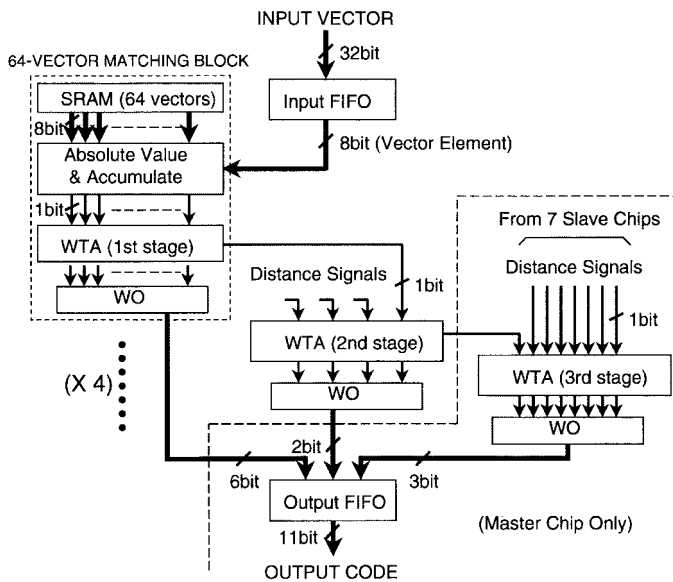 INPUT VECTOR
32bit
64-VECTOR MATCHING BLOCK
SRAM (64 vectors)
Input FIFO
8bit
8bit (Vector Element)
Absolute Value
& Accumulate
1bit
From 7 Slave Chips
WTA (1st stage)
Distance Signals
Distance Signals
1bit
WO
1bit
WTA (2nd stage)
WTA (3rd stage)
(X 4)
WO
WO
2bit
6bit
3bit
Output FIFO
(Master Chip Only)
11bit
OUTPUT CODE